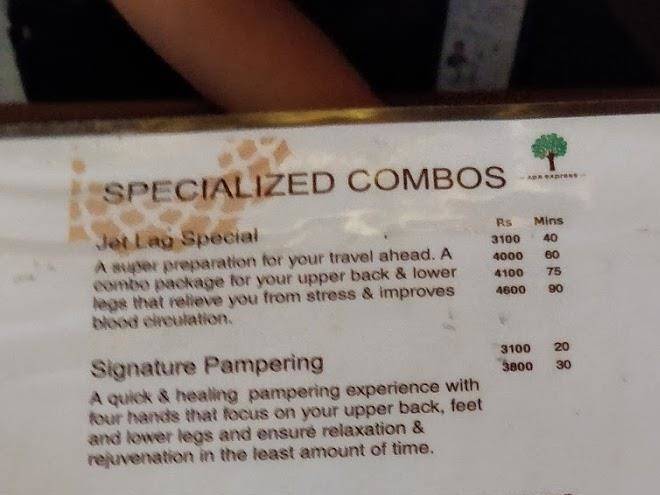 SPECIALIZED COMBOS
spa express
Rs Mins
Jet Lag Special
3100 40
A super preparation for your travel ahead. A
4000 60
combo package for your upper back & lower
4100 75
legs that relieve you from stress & improves
4600 90
blood circulation.
Signature Pampering
3100 20
3800 30
A quick & healing pampering experience with
four hands that focus on your upper back, feet
and lower legs and ensure relaxation &
rejuvenation in the least amount of time.